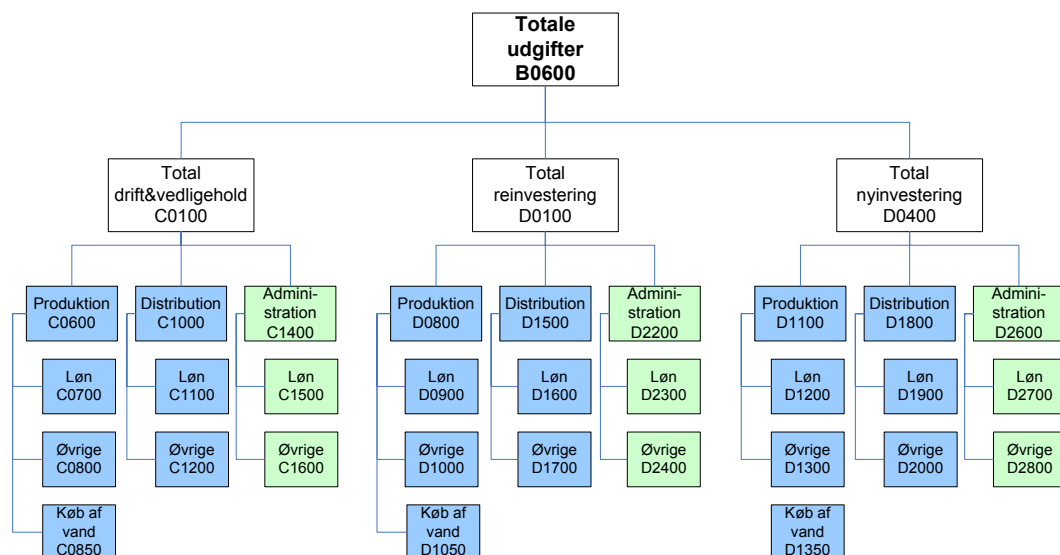 Totale
udgifter
B0600
Total
drift&vedligehold
C0100
Total
reinvestering
D0100
Total
nyinvestering
D0400
Produktion
C0600
Distribution
C1000
Admini-
stration
C1400
Produktion
D0800
Distribution
D1500
Admini-
stration
D2200
Produktion
D1100
Distribution
D1800
Admini-
stration
D2600
Løn
C0700
Løn
C1100
Løn
C1500
Løn
D0900
Løn
D1600
Løn
D2300
Løn
D1200
Løn
D1900
Løn
D2700
Øvrige
C0800
Øvrige
C1200
Øvrige
C1600
Øvrige
D1000
Øvrige
D1700
Øvrige
D2400
Øvrige
D1300
Øvrige
D2000
Øvrige
D2800
Køb af
vand
C0850
Køb af
vand
D1050
Køb af
vand
D1350